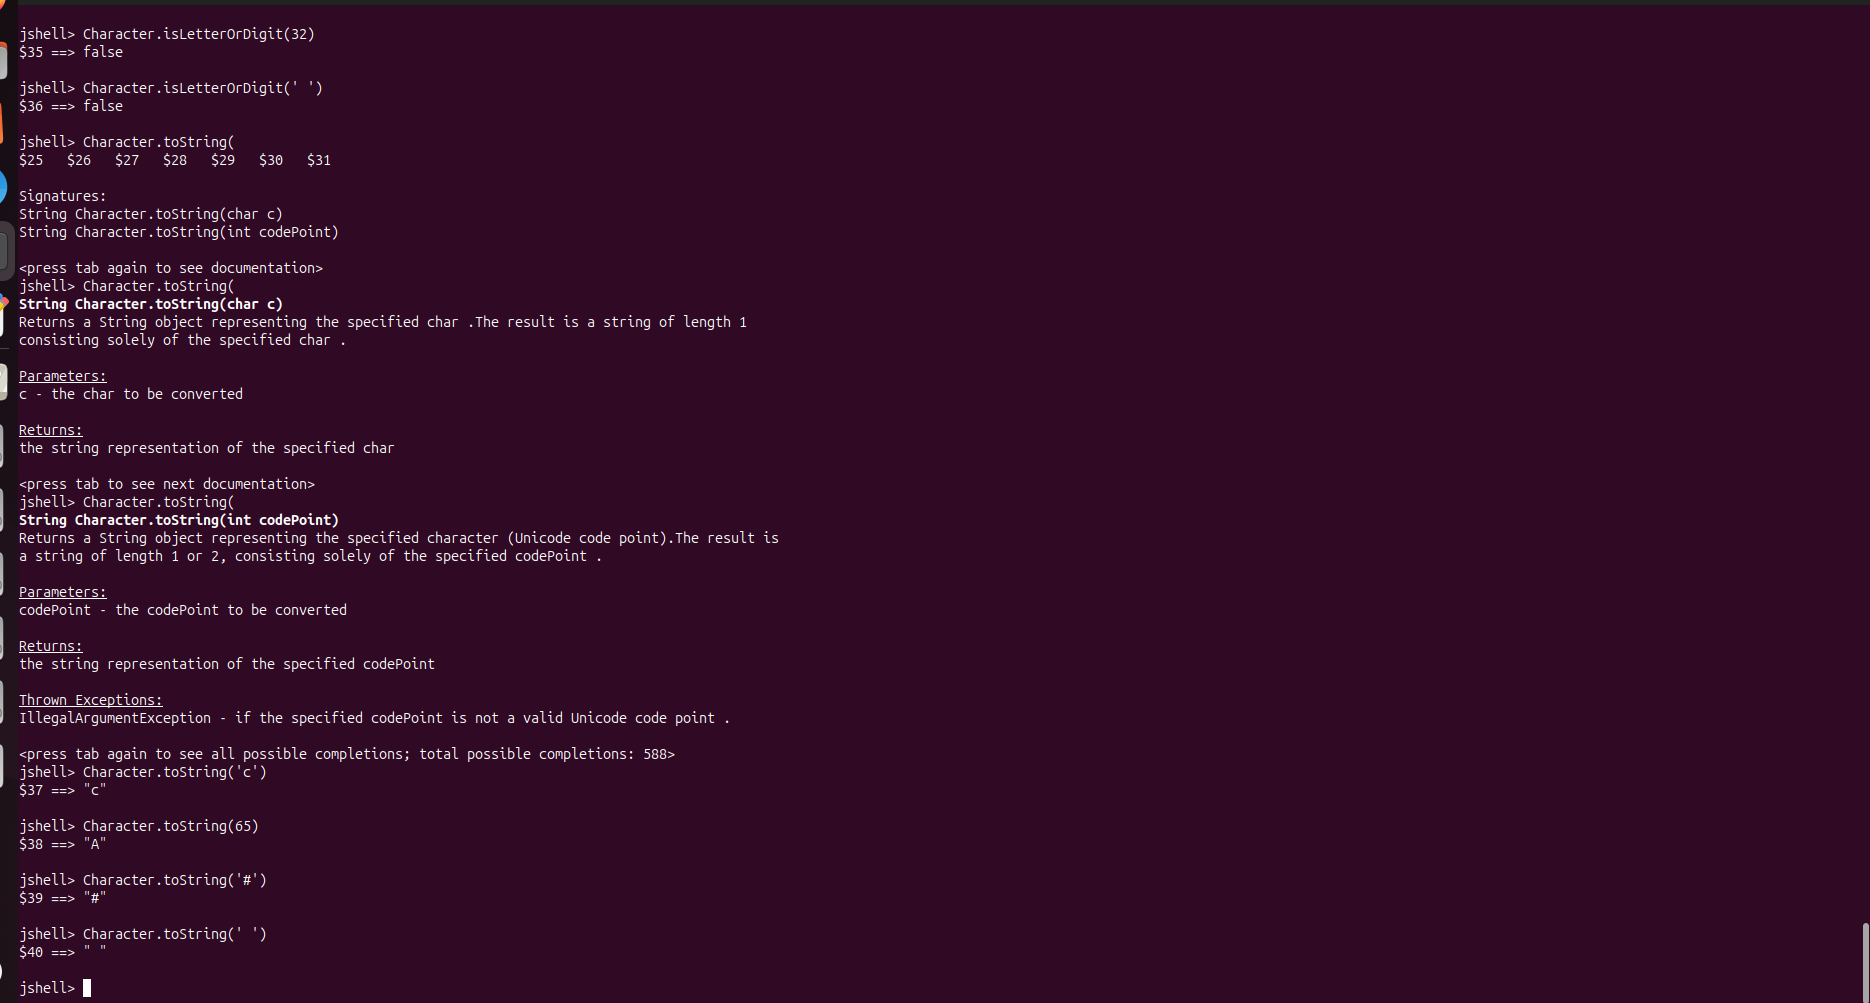 jshell> Character.isLetterOrDigit(32)
$35 ==> false
jshell> Character.isLetterOrDigit(' ')
$36 ==> false
jshell> Character.toString(
$25   $26   $27   $28   $29   $30   $31
Signatures:
String Character.toString(char c)
String Character.toString(int codePoint)
<press tab again to see documentation>
jshell> Character.toString(
String Character.toString(char c)
Returns a String object representing the specified char .The result is a string of length 1
consisting solely of the specified char .
Parameters:
c - the char to be converted
Returns:
the string representation of the specified char
<press tab to see next documentation>
jshell> Character.toString(
String Character.toString(int codePoint)
Returns a String object representing the specified character (Unicode code point).The result is
a string of length 1 or 2, consisting solely of the specified codePoint .
Parameters:
codePoint - the codePoint to be converted
Returns:
the string representation of the specified codePoint
Thrown Exceptions:
IllegalArgumentException - if the specified codePoint is not a valid Unicode code point .
<press tab again to see all possible completions; total possible completions: 588>
jshell> Character.toString('c')
$37 ==> "c"
jshell> Character.toString(65)
$38 ==> "A"
jshell> Character.toString('#')
$39 ==> "#"
jshell> Character.toString(' ')
$40 ==> " "
jshell>